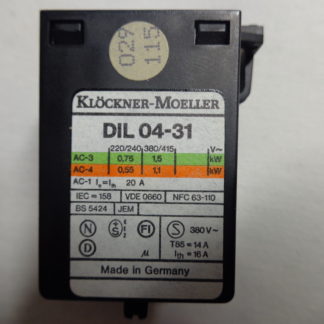 029
115
KLÖCKNER-MOELLER
DIL 04-31
220/240 380/415 V~
AC-3 0,75 1,5 kW
AC-4 0,55 1,1 kW
AC-1 Ie=Ith 20 A
IEC = 158 VDE 0660 NFC 63-110
BS 5424 JEM
N S FI S 380 V~
D D µ T85 = 14 A
Ith = 16 A
Made in Germany